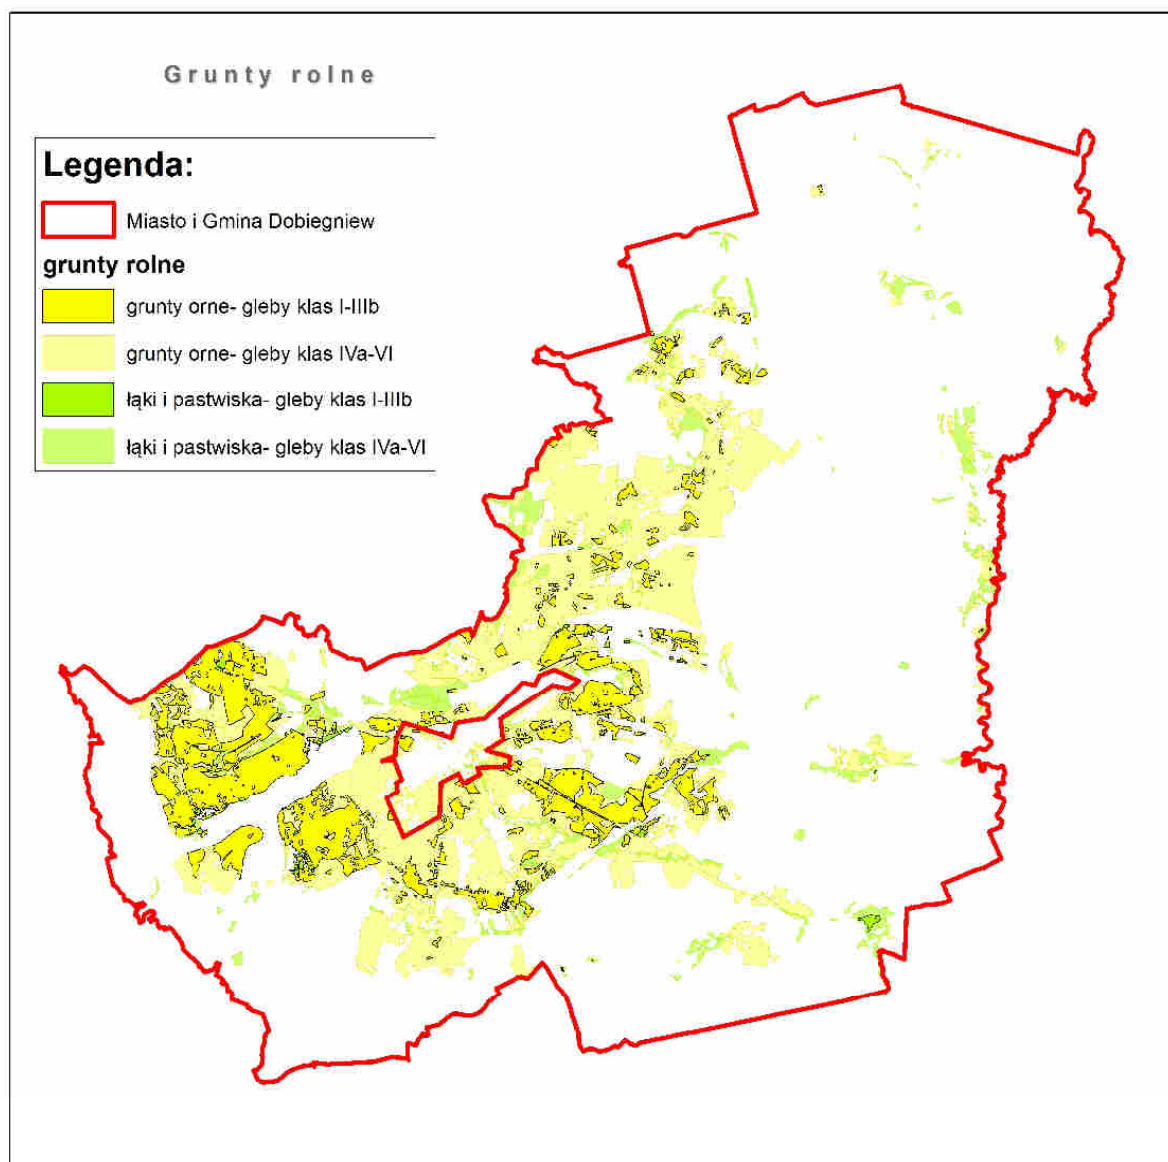 Grunty rolne
Legenda:
Miasto i Gmina Dobiegniew
grunty rolne
grunty orne- gleby klas I-IIIb
grunty orne- gleby klas IVa-VI
łąki i pastwiska- gleby klas I-IIIb
łąki i pastwiska- gleby klas IVa-VI